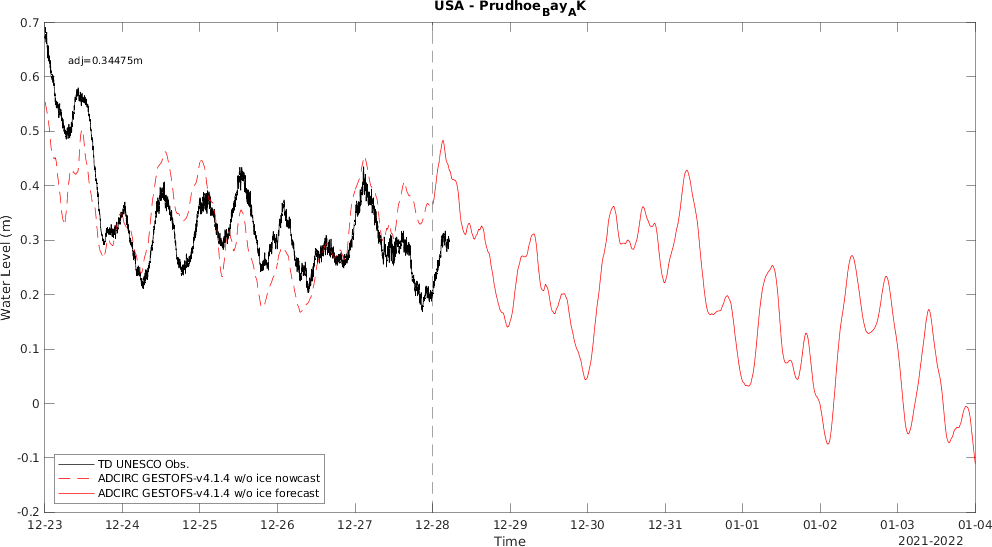 USA - PrudhoeBayAK
adj=0.34475m
0.7
0.6
0.5
0.4
0.3
0.2
0.1
0
-0.1
-0.2
Water Level (m)
TD UNESCO Obs.
ADCIRC GESTOFS-v4.1.4 w/o ice nowcast
ADCIRC GESTOFS-v4.1.4 w/o ice forecast
12-23 12-24 12-25 12-26 12-27 12-28 12-29 12-30 12-31 01-01 01-02 01-03 01-04
Time
2021-2022